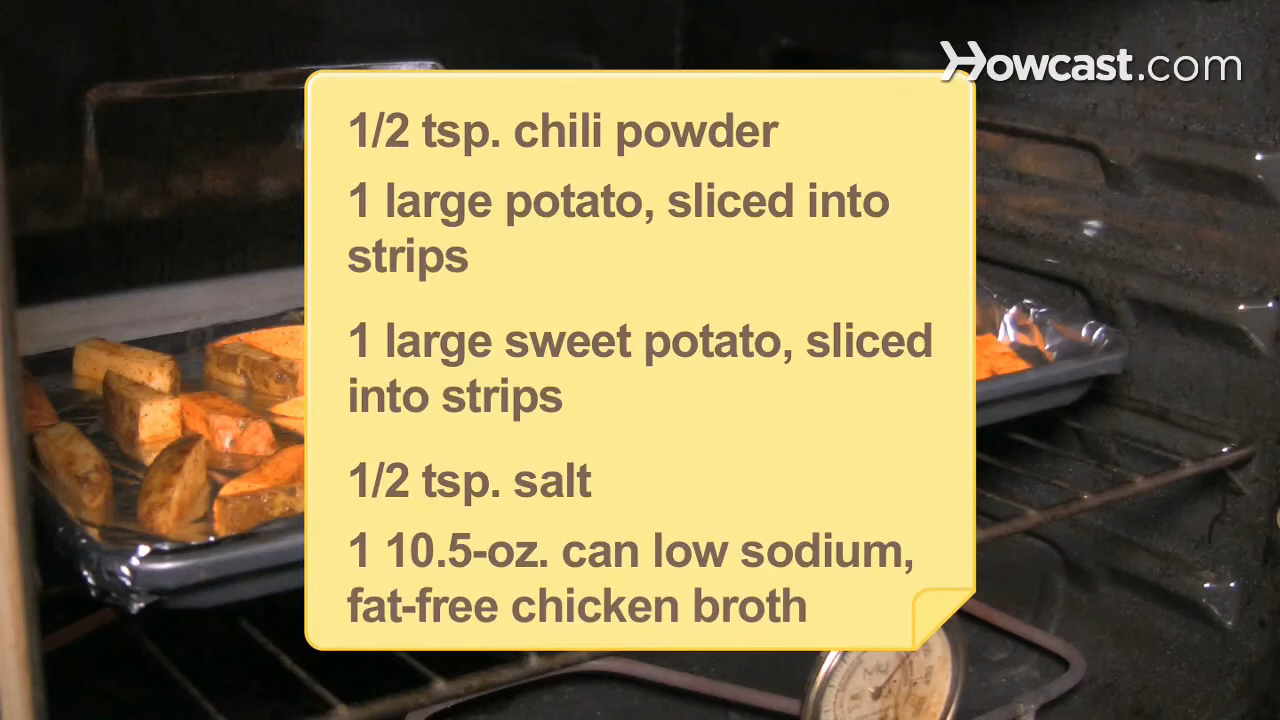 Howcast.com
1/2 tsp. chili powder
1 large potato, sliced into
strips
1 large sweet potato, sliced
into strips
1/2 tsp. salt
1 10.5-oz. can low sodium,
fat-free chicken broth